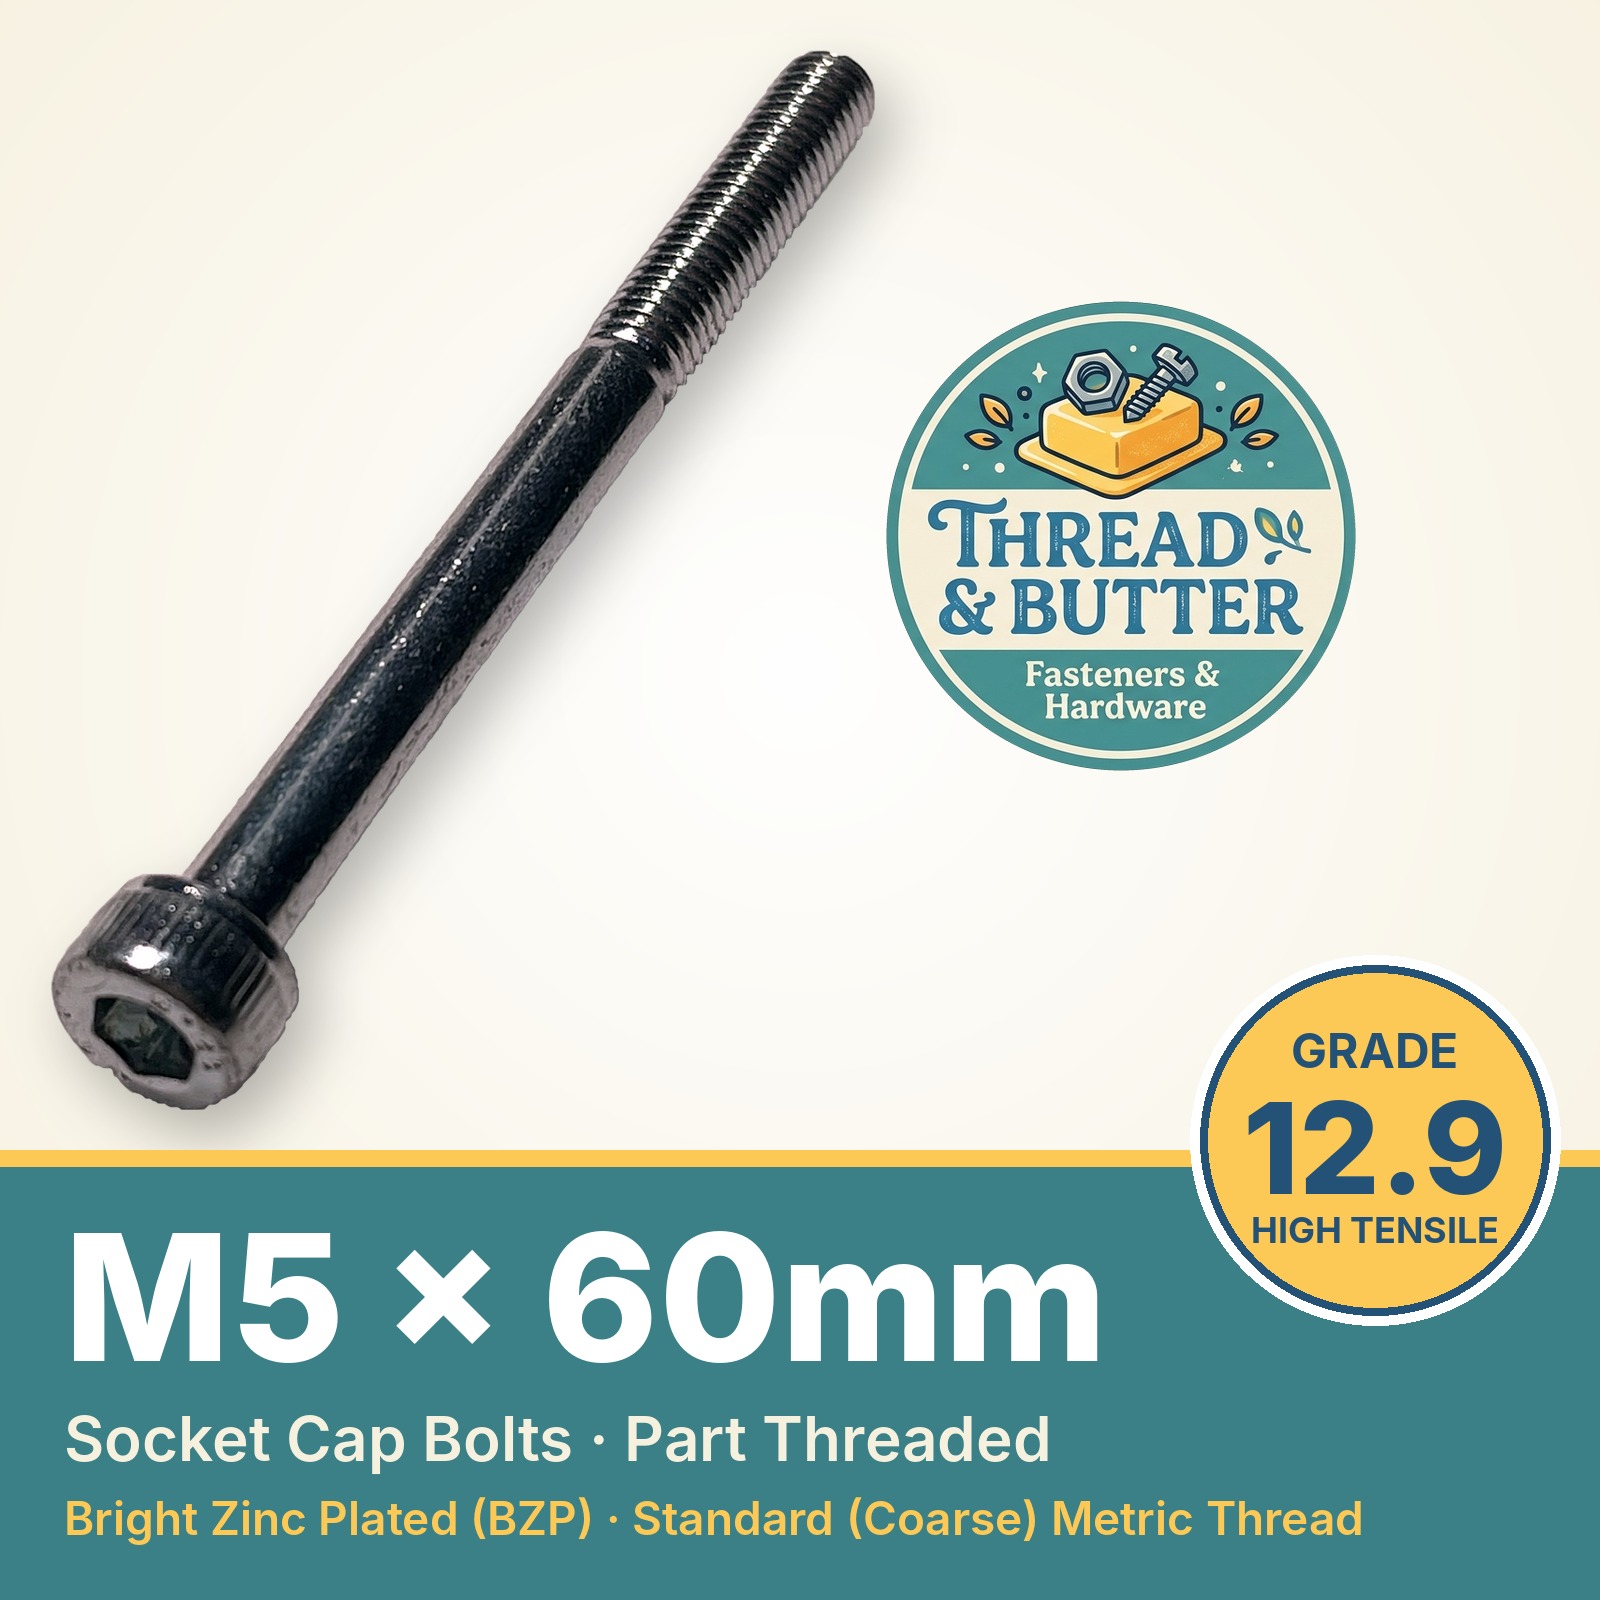 THREAD
& BUTTER
Fasteners &
Hardware
GRADE
12.9
HIGH TENSILE
M5 × 60mm
Socket Cap Bolts · Part Threaded
Bright Zinc Plated (BZP) · Standard (Coarse) Metric Thread